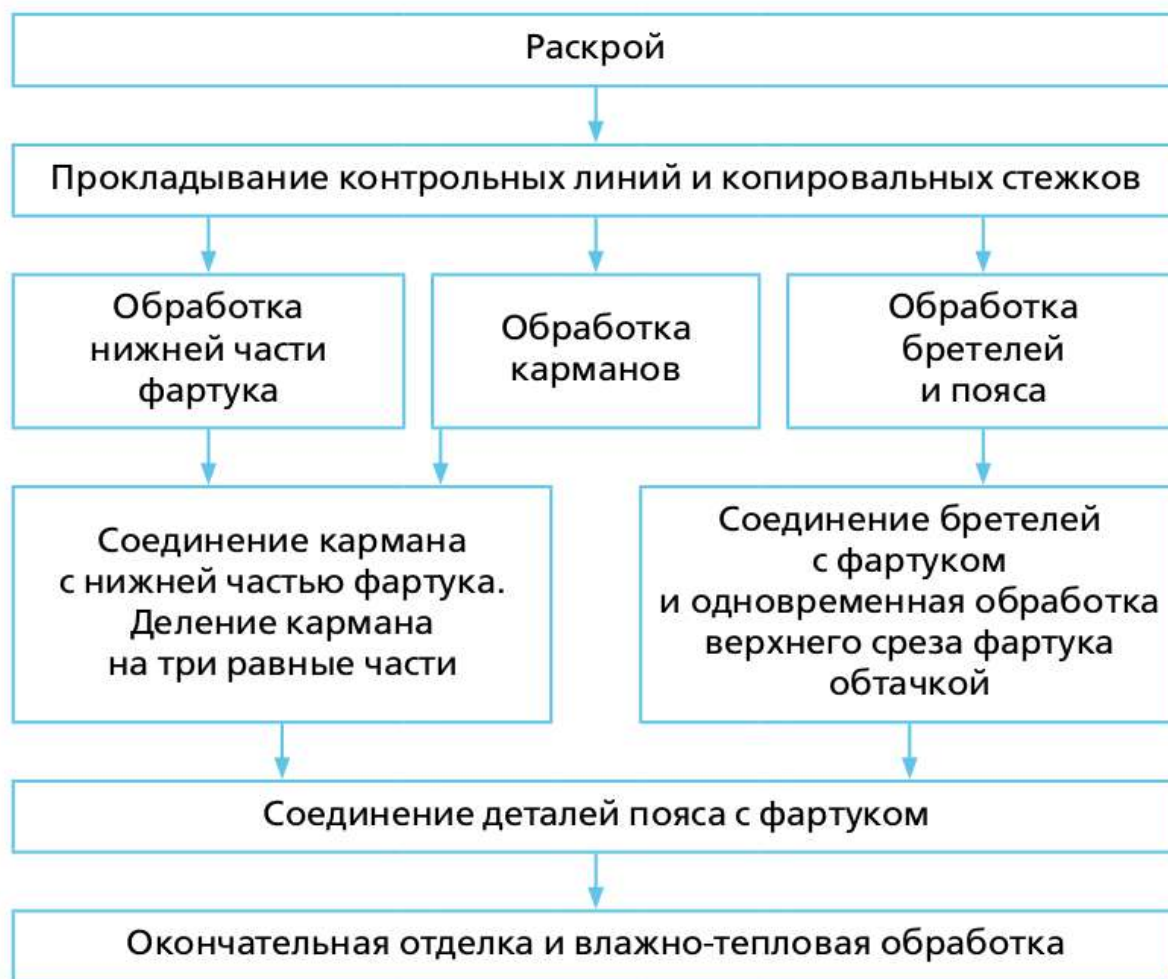 Раскрой
Прокладывание контрольных линий и копировальных стежков
Обработка
нижней части
фартука
Обработка
карманов
Обработка
бретелей
и пояса
Соединение кармана
с нижней частью фартука.
Деление кармана
на три равные части
Соединение бретелей
с фартуком
и одновременная обработка
верхнего среза фартука
обтачкой
Соединение деталей пояса с фартуком
Окончательная отделка и влажно-тепловая обработка